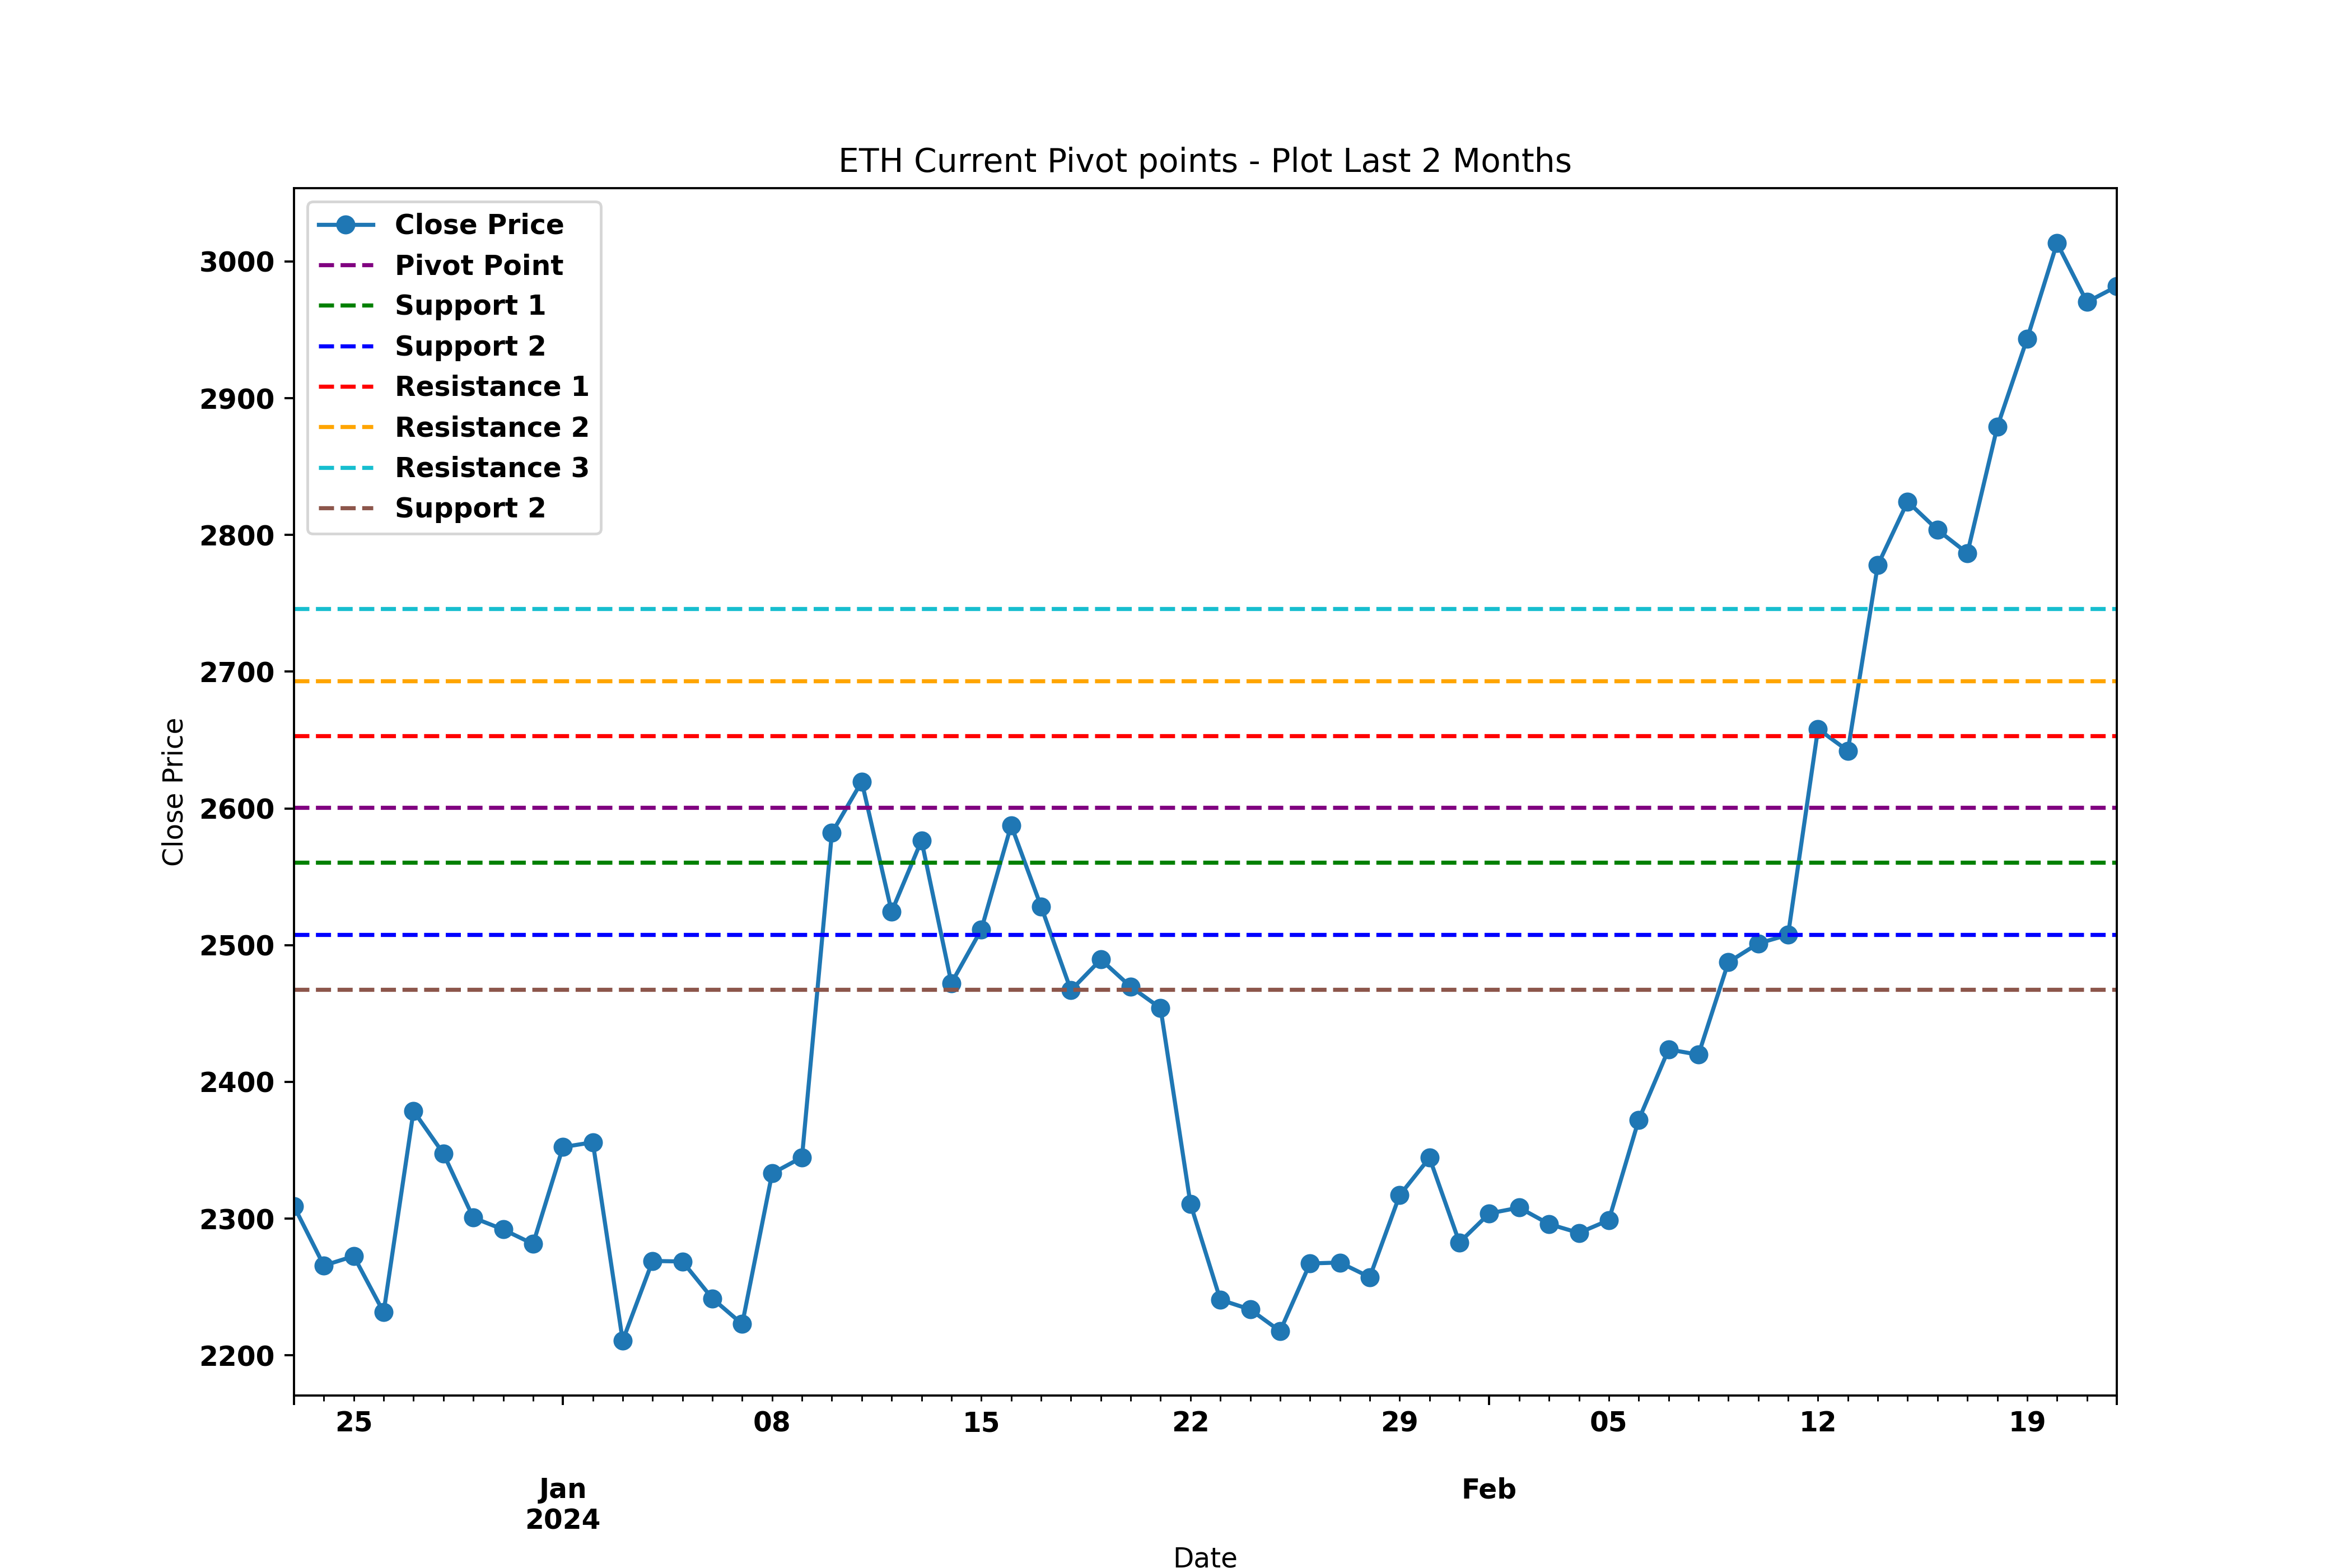 ETH Current Pivot points - Plot Last 2 Months
Close Price
Pivot Point
Support 1
Support 2
Resistance 1
Resistance 2
Resistance 3
Support 2
3000
2900
2800
2700
2600
2500
2400
2300
2200
Close Price
25 08 15 22 29 05 12 19
Jan Feb
2024
Date